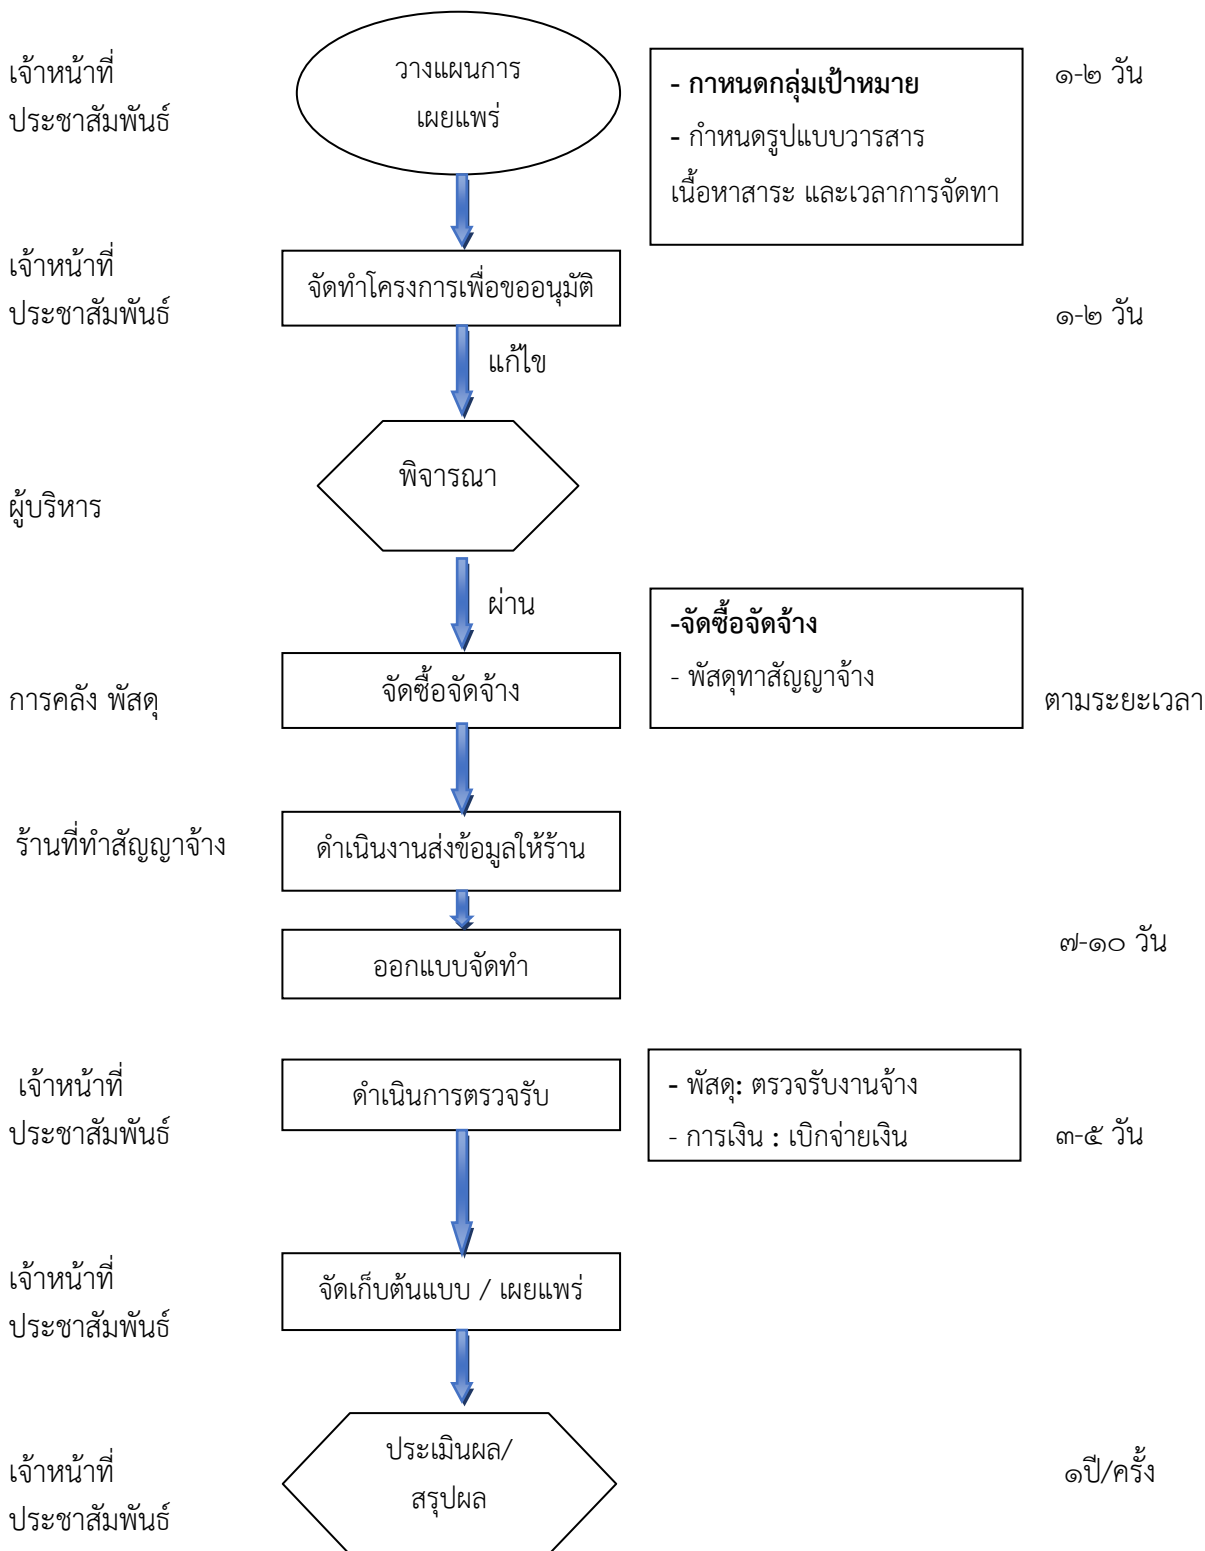 เจ้าหน้าที่
ประชาสัมพันธ์
วางแผนการ
เผยแพร่
- กาหนดกลุ่มเป้าหมาย
- กำหนดรูปแบบวารสาร
เนื้อหาสาระ และเวลาการจัดทา
๑-๒ วัน
เจ้าหน้าที่
ประชาสัมพันธ์
จัดทำโครงการเพื่อขออนุมัติ
๑-๒ วัน
แก้ไข
ผู้บริหาร
พิจารณา
ผ่าน
การคลัง พัสดุ
จัดซื้อจัดจ้าง
-จัดซื้อจัดจ้าง
- พัสดุทาสัญญาจ้าง
ตามระยะเวลา
ร้านที่ทำสัญญาจ้าง
ดำเนินงานส่งข้อมูลให้ร้าน
ออกแบบจัดทำ
๗-๑๐ วัน
เจ้าหน้าที่
ประชาสัมพันธ์
ดำเนินการตรวจรับ
- พัสดุ: ตรวจรับงานจ้าง
- การเงิน : เบิกจ่ายเงิน
๓-๕ วัน
เจ้าหน้าที่
ประชาสัมพันธ์
จัดเก็บต้นแบบ / เผยแพร่
เจ้าหน้าที่
ประชาสัมพันธ์
ประเมินผล/
สรุปผล
๑ปี/ครั้ง